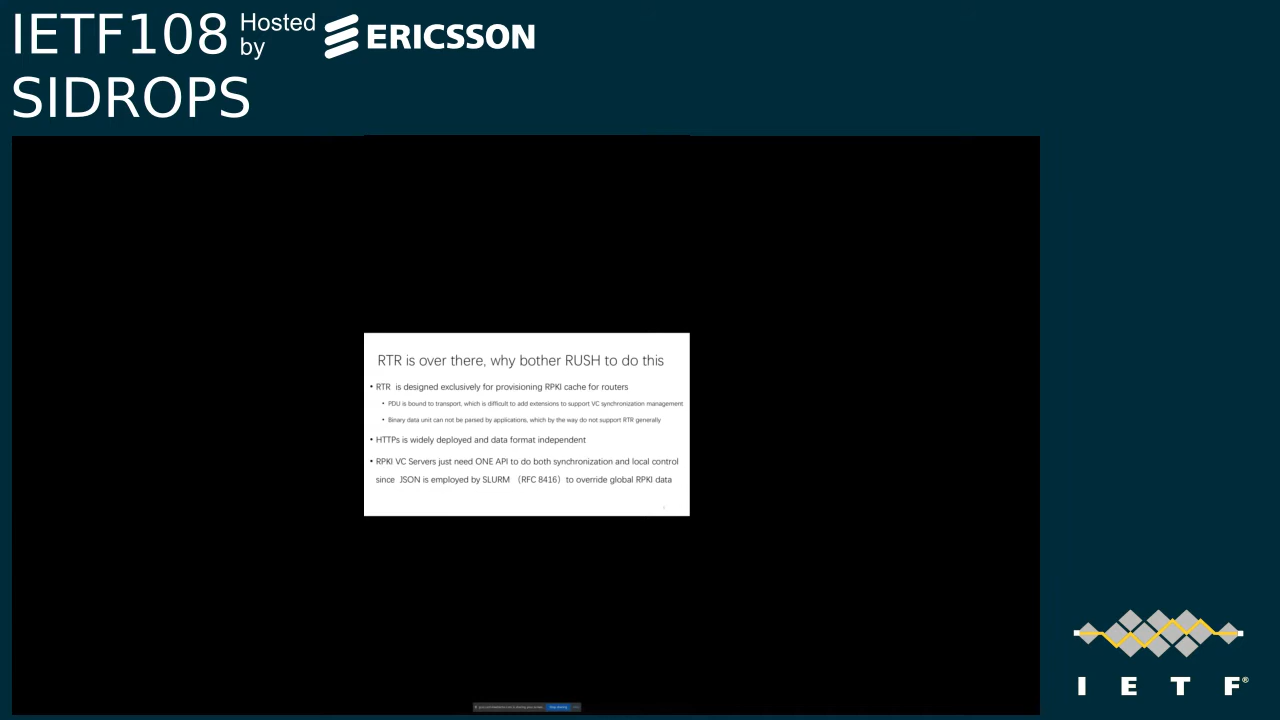 IETF108 Hosted by ERICSSON
SIDROPS
RTR is over there, why bother RUSH to do this
• RTR is designed exclusively for provisioning RPKI cache for routers
• PDU is bound to transport, which is difficult to add extensions to support VC synchronization management
• Binary data unit can not be parsed by applications, which by the way do not support RTR generally
• HTTPs is widely deployed and data format independent
• RPKI VC Servers just need ONE API to do both synchronization and local control
since JSON is employed by SLURM （RFC 8416）to override global RPKI data
Stop sharing
I E T F®